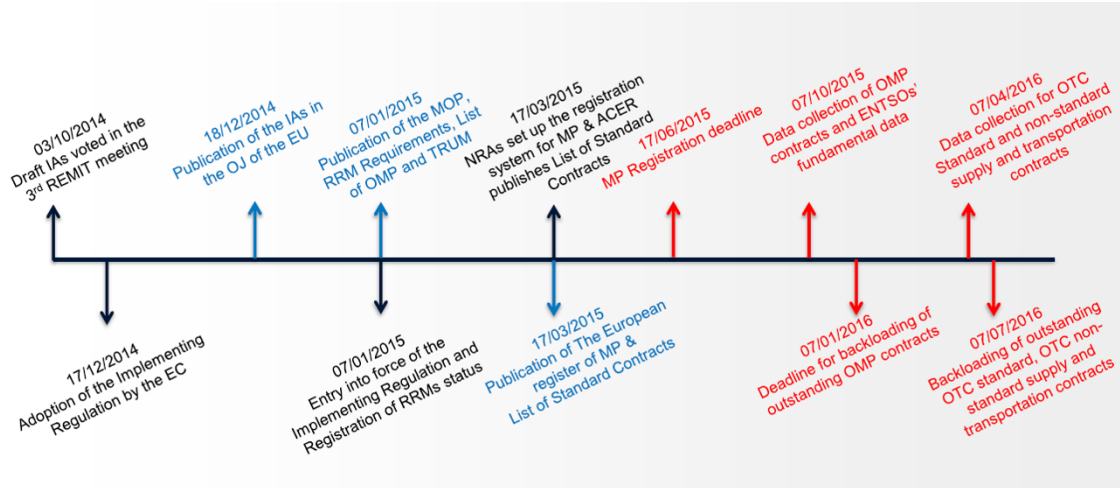 03/10/2014
Draft IAs voted in the
3rd REMIT meeting
18/12/2014
Publication of the IAs in
the OJ of the EU
07/01/2015
Publication of the MOP,
RRM Requirements, List
of OMP and TRUM
17/03/2015
NRAs set up the registration
system for MP & ACER
publishes List of Standard
Contracts
17/06/2015
MP Registration deadline
07/10/2015
Data collection of OMP
contracts and ENTSOs'
fundamental data
07/04/2016
Data collection for OTC
Standard and non-standard
supply and transportation
contracts
17/12/2014
Adoption of the Implementing
Regulation by the EC
07/01/2015
Entry into force of the
Implementing Regulation and
Registration of RRMs status
17/03/2015
Publication of The European
register of MP &
List of Standard Contracts
07/01/2016
Deadline for backloading of
outstanding OMP contracts
07/07/2016
Backloading of outstanding
OTC standard, OTC non-
standard supply and
transportation contracts